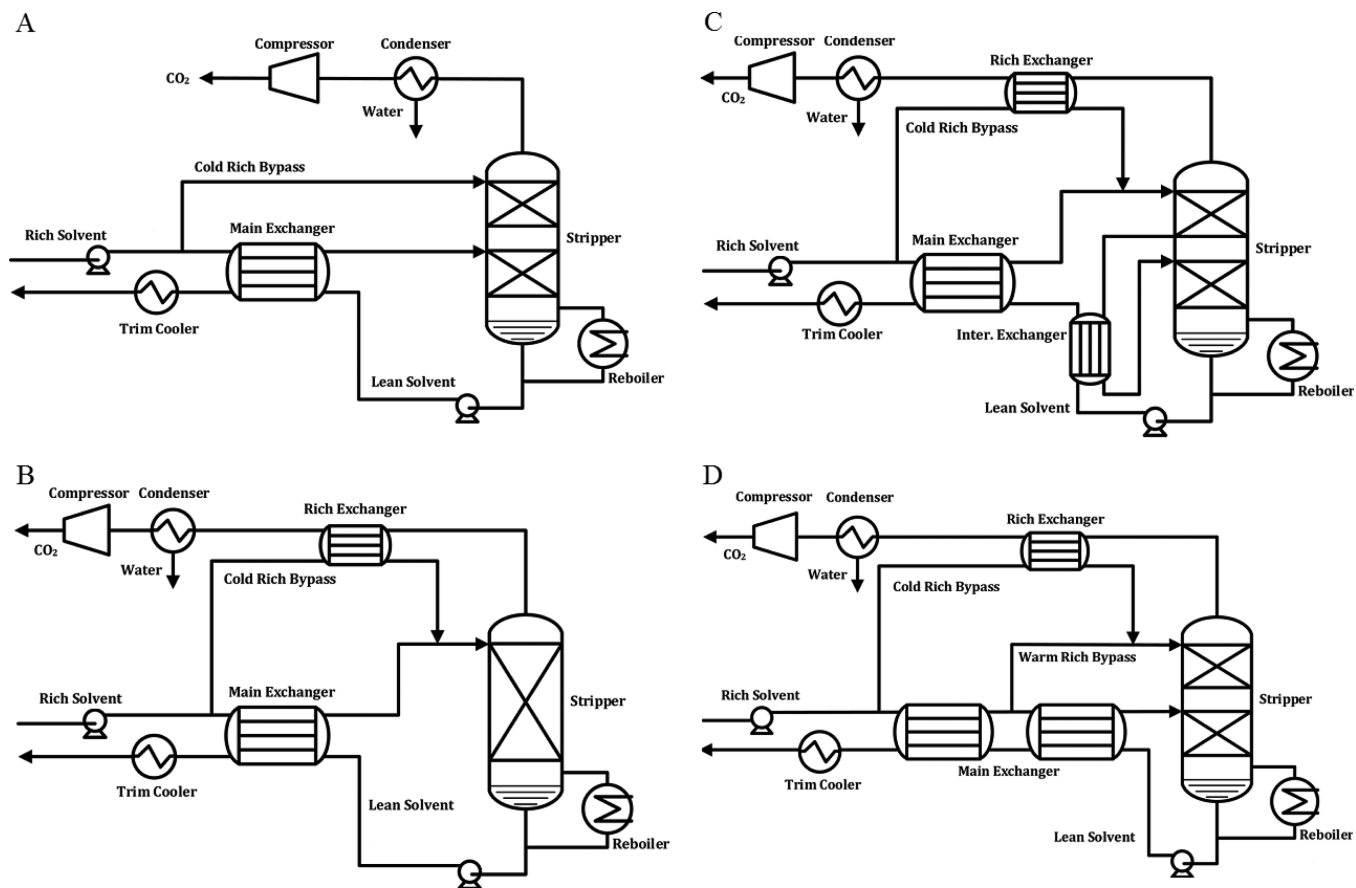 A
Compressor
Condenser
CO₂
Water
Cold Rich Bypass
Rich Solvent
Main Exchanger
Stripper
Trim Cooler
Lean Solvent
Reboiler
C
Compressor
Condenser
Rich Exchanger
CO₂
Water
Cold Rich Bypass
Rich Solvent
Main Exchanger
Stripper
Trim Cooler
Inter. Exchanger
Lean Solvent
Reboiler
B
Compressor
Condenser
Rich Exchanger
CO₂
Water
Cold Rich Bypass
Rich Solvent
Main Exchanger
Stripper
Trim Cooler
Lean Solvent
Reboiler
D
Compressor
Condenser
Rich Exchanger
CO₂
Water
Cold Rich Bypass
Warm Rich Bypass
Rich Solvent
Stripper
Main Exchanger
Trim Cooler
Lean Solvent
Reboiler